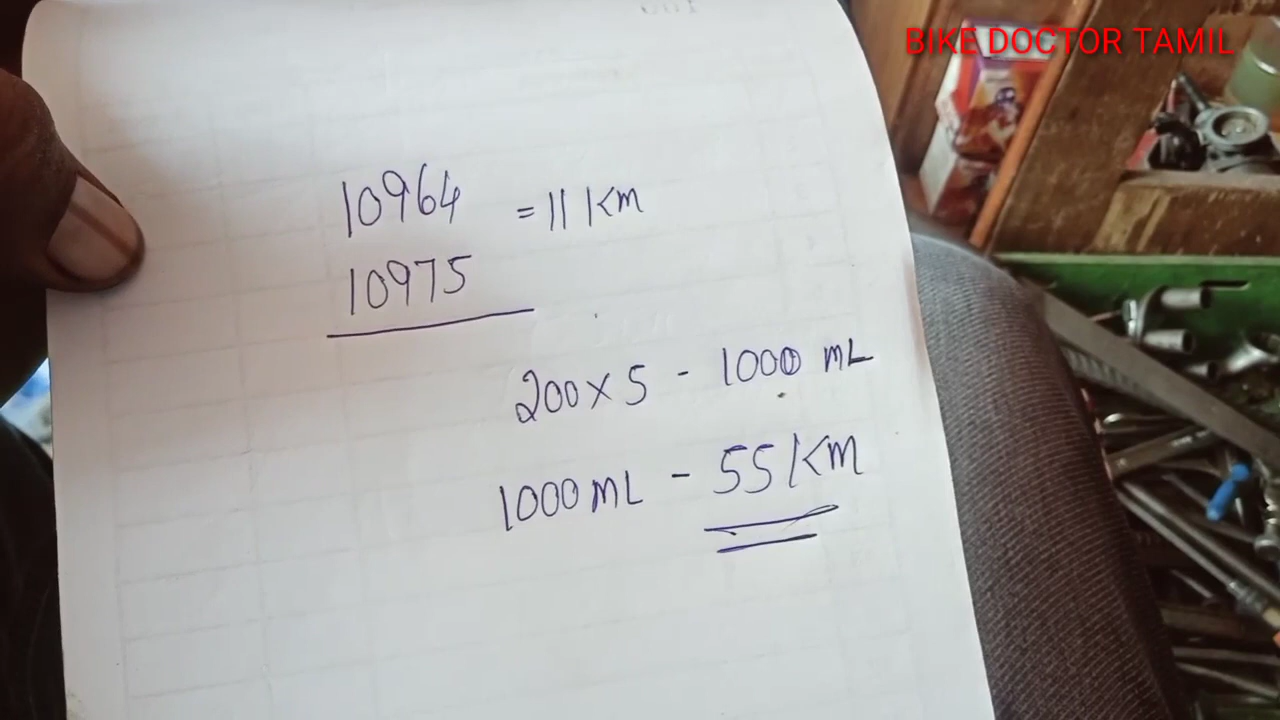 BIKE DOCTOR TAMIL
10964 = 11 Km
10975
200 x 5 - 1000 mL
1000 mL - 55 Km